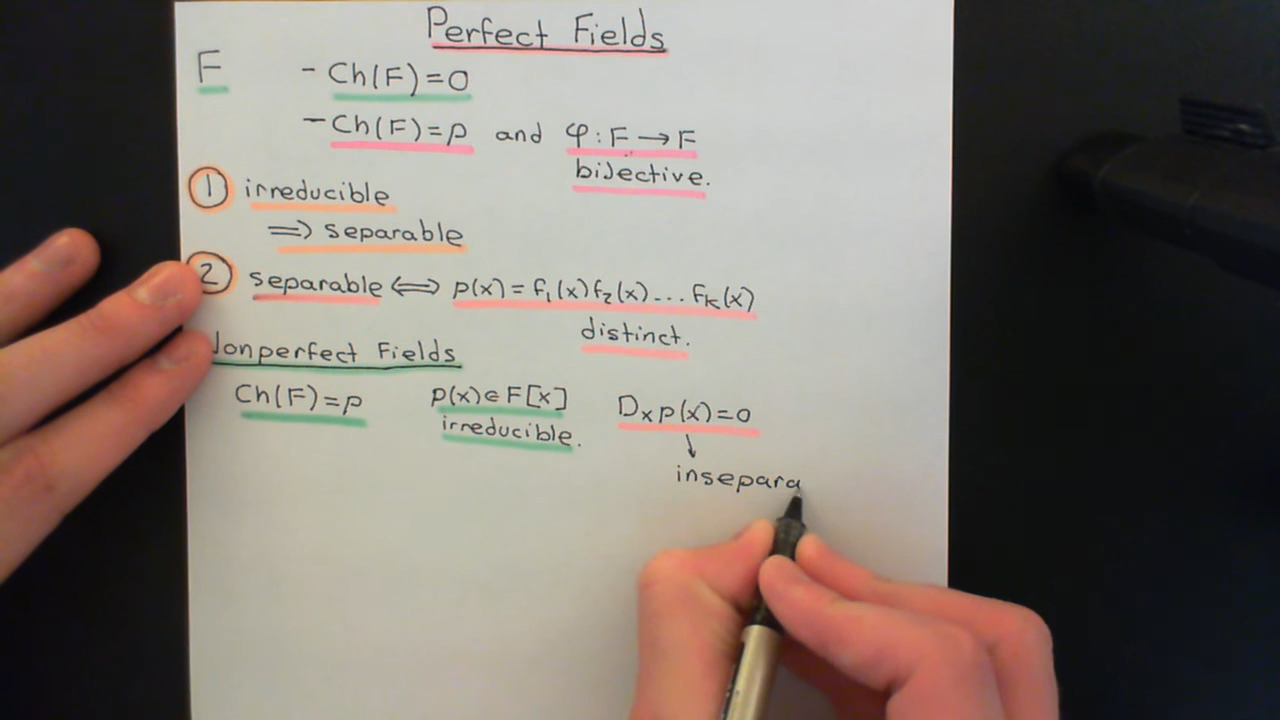 Perfect Fields
F - Ch(F)=0
- Ch(F)=p and φ:F→F
bijective.
① irreducible
⇒ separable
② separable ⟺ p(x)=f₁(x)f₂(x)...fₖ(x)
distinct.
onperfect Fields
Ch(F)=p p(x)∈F[x] Dₓp(x)=0
irreducible. ↓
insepara